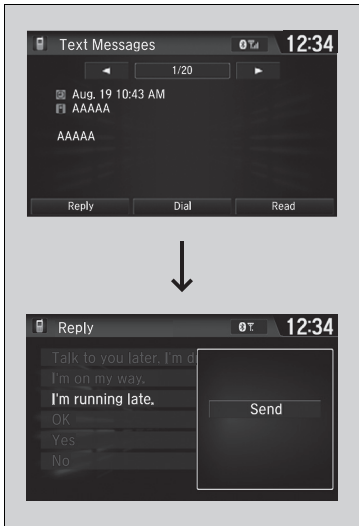 Text Messages
12:34
1/20
Aug. 19 10:43 AM
AAAAA
AAAAA
Reply Dial Read
Reply
12:34
Talk to you later. I'm d
I'm on my way.
I'm running late.
OK
Yes
No
Send